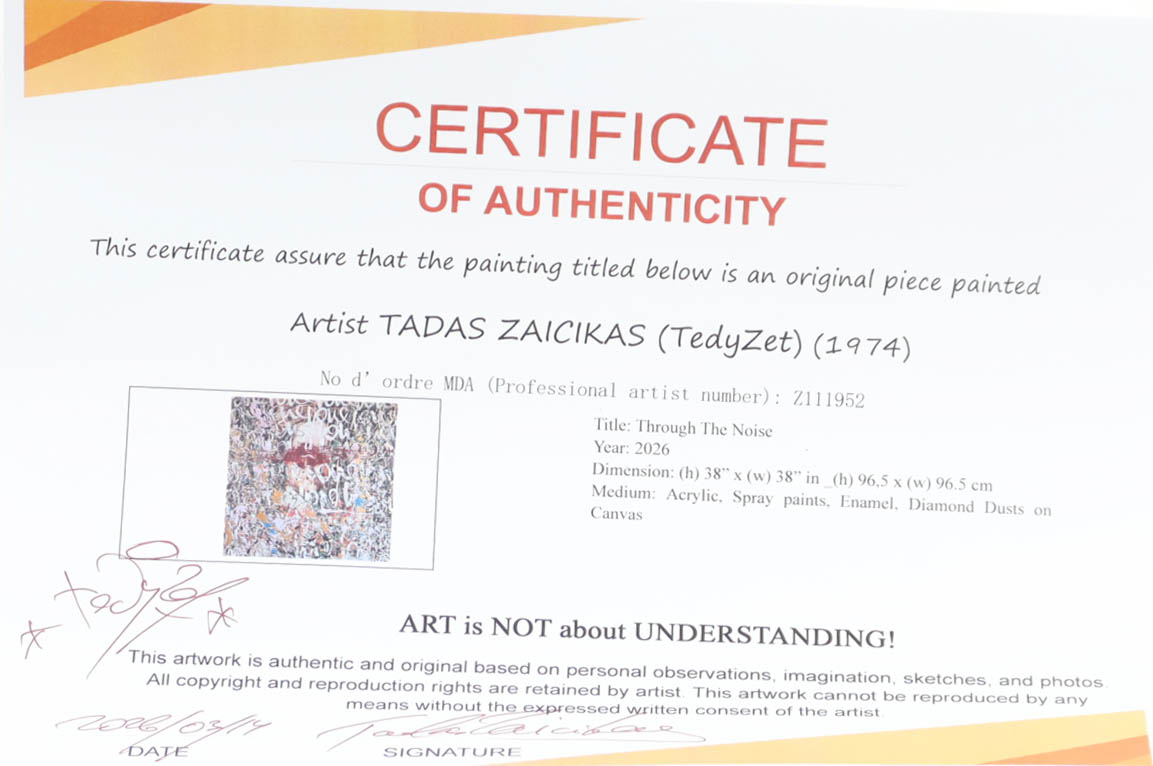 CERTIFICATE
OF AUTHENTICITY
This certificate assure that the painting titled below is an original piece painted
Artist TADAS ZAICIKAS (TedyZet) (1974)
No d' ordre MDA (Professional artist number): Z111952
Title: Through The Noise
Year: 2026
Dimension: (h) 38” x (w) 38” in _(h) 96,5 x (w) 96.5 cm
Medium: Acrylic, Spray paints, Enamel, Diamond Dusts on
Canvas
TedyZet
ART is NOT about UNDERSTANDING!
This artwork is authentic and original based on personal observations, imagination, sketches, and photos.
All copyright and reproduction rights are retained by artist. This artwork cannot be reproduced by any
means without the expressed written consent of the artist.
2026/03/14
DATE
SIGNATURE